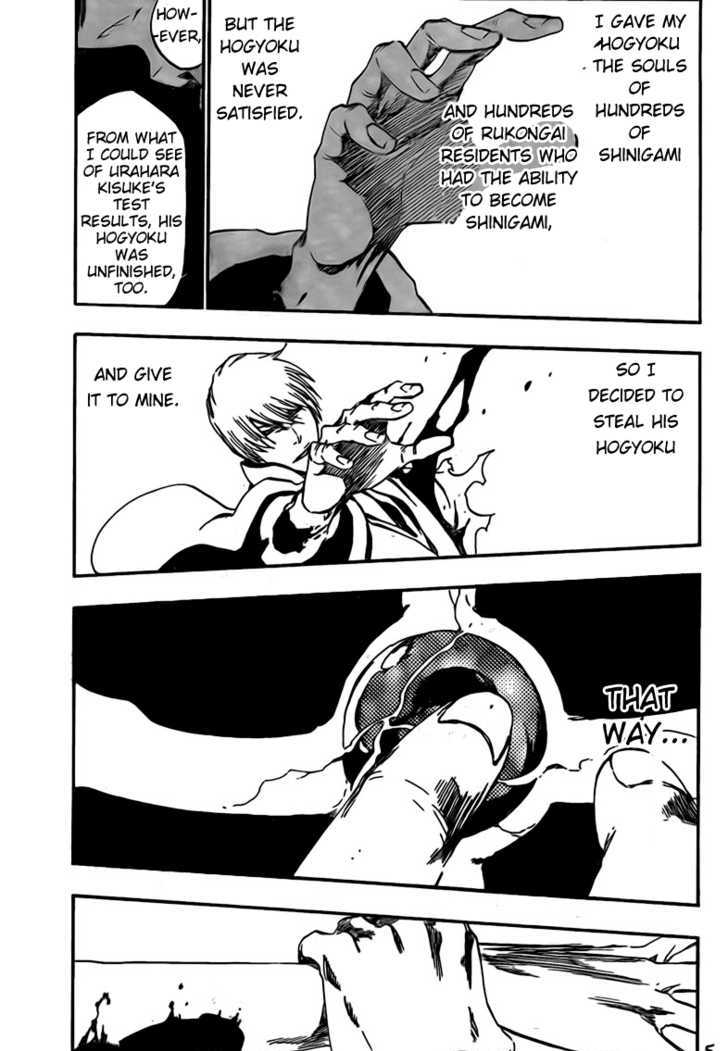 I GAVE MY
HOGYOKU
THE SOULS
OF
HUNDREDS
OF
SHINIGAMI
AND HUNDREDS
OF RUKONGAI
RESIDENTS WHO
HAD THE ABILITY
TO BECOME
SHINIGAMI,
BUT THE
HOGYOKU
WAS
NEVER
SATISFIED.
HOW-
-EVER,
FROM WHAT
I COULD SEE
OF URAHARA
KISUKE'S
TEST
RESULTS, HIS
HOGYOKU
WAS
UNFINISHED,
TOO.
SO I
DECIDED TO
STEAL HIS
HOGYOKU
AND GIVE
IT TO MINE.
THAT
WAY...